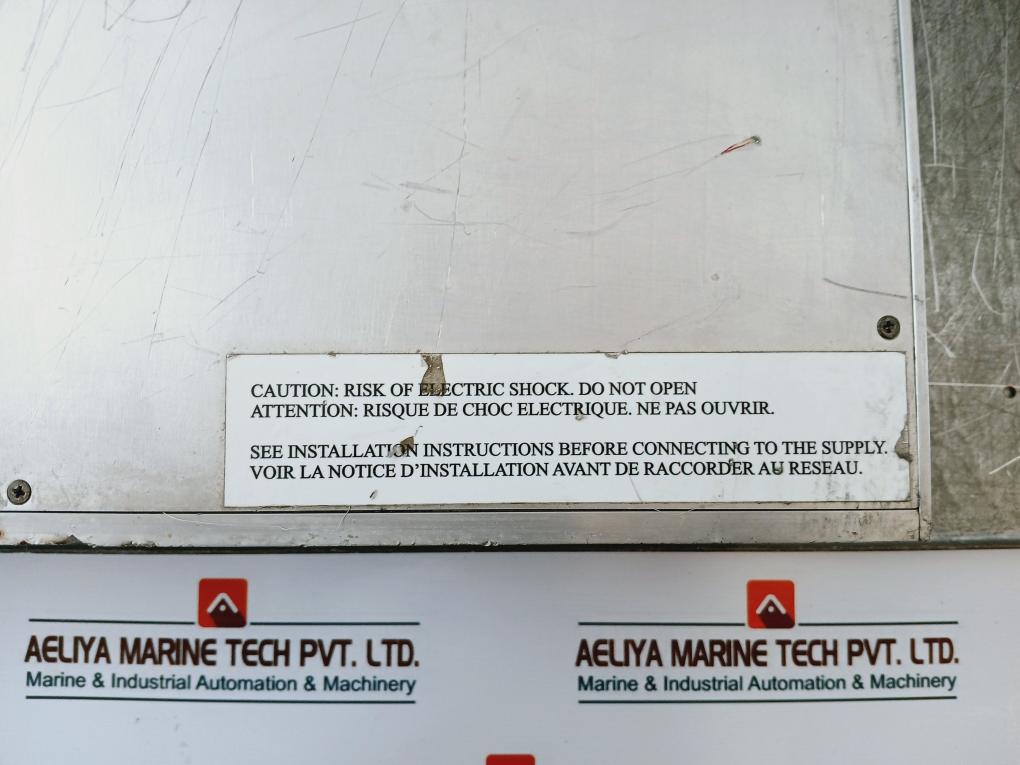 CAUTION: RISK OF ELECTRIC SHOCK. DO NOT OPEN
ATTENTION: RISQUE DE CHOC ELECTRIQUE. NE PAS OUVRIR.
SEE INSTALLATION INSTRUCTIONS BEFORE CONNECTING TO THE SUPPLY.
VOIR LA NOTICE D'INSTALLATION AVANT DE RACCORDER AU RESEAU.
AELIYA MARINE TECH PVT. LTD.
Marine & Industrial Automation & Machinery
AELIYA MARINE TECH PVT. LTD.
Marine & Industrial Automation & Machinery